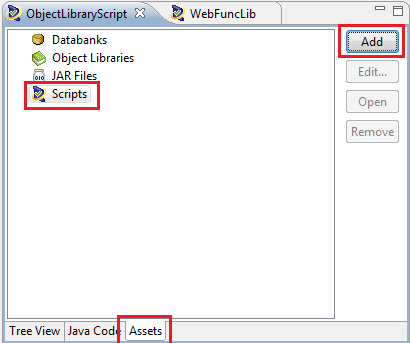 ObjectLibraryScript WebFuncLib
Databanks
Object Libraries
JAR Files
Scripts
Add
Edit...
Open
Remove
Tree View Java Code Assets